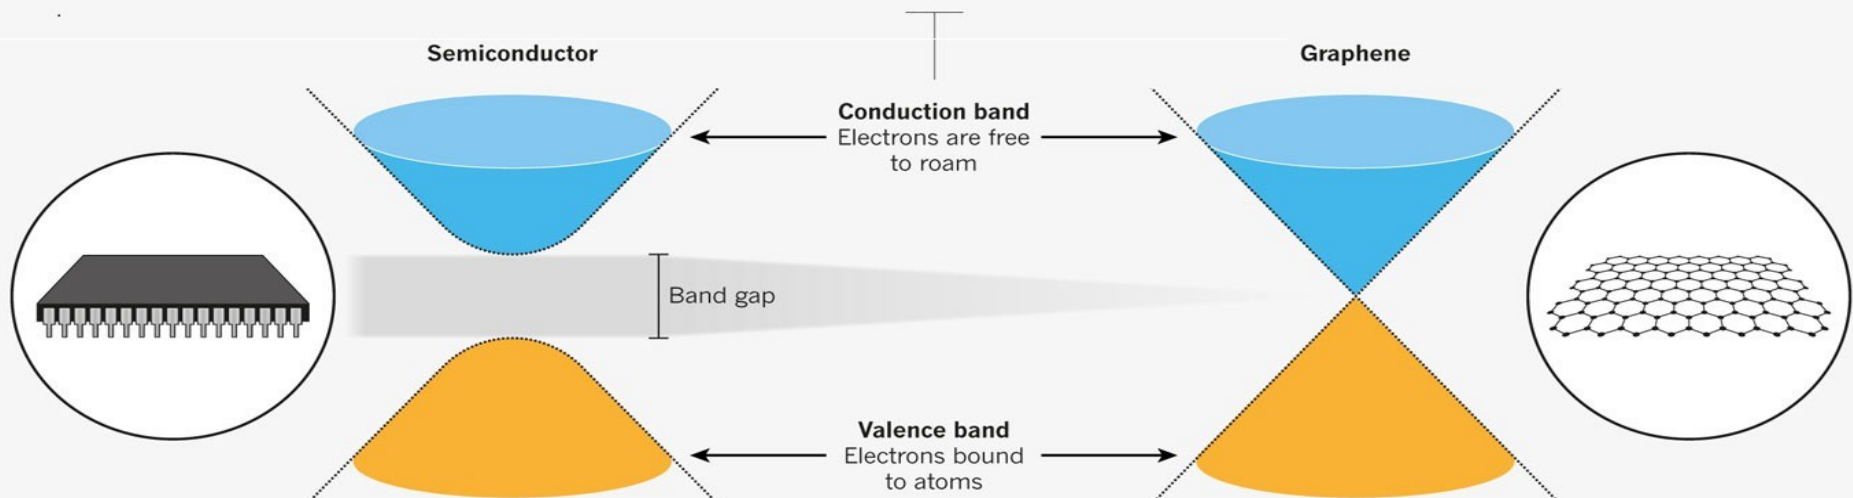 Semiconductor
Graphene
Conduction band
Electrons are free
to roam
Band gap
Valence band
Electrons bound
to atoms